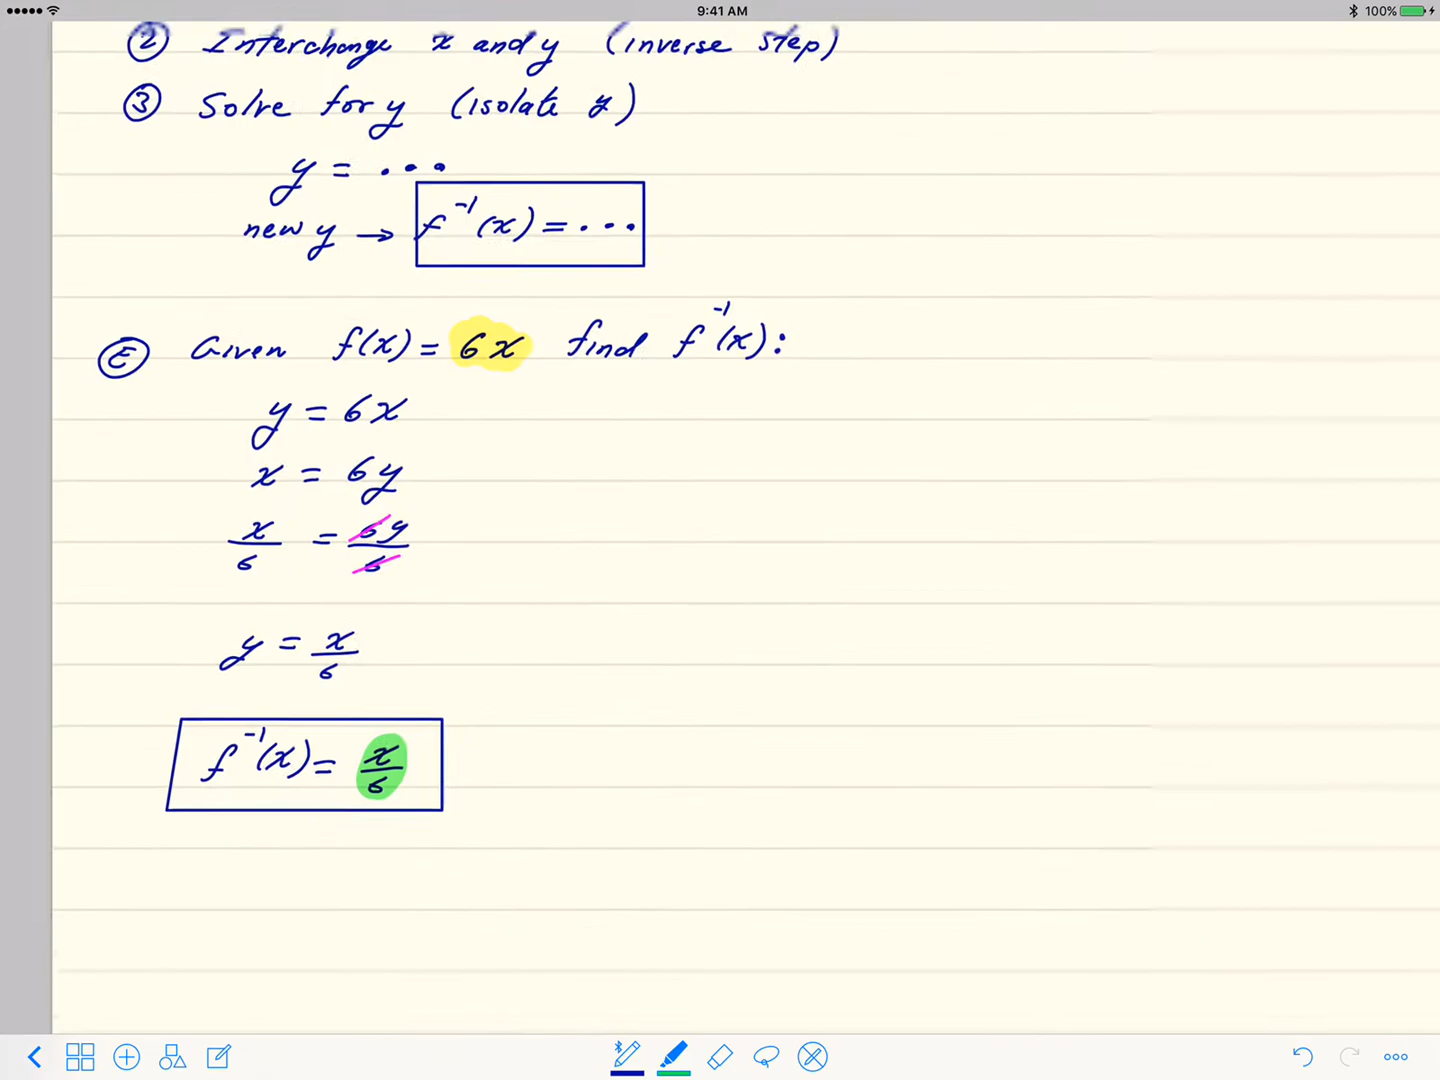 9:41 AM
100%
② Interchange x and y (inverse step)
③ Solve for y (isolate y)
y = ...
new y → f⁻¹(x) = ...
Ⓔ Given f(x) = 6x find f⁻¹(x):
y = 6x
x = 6y
x/6 = 6y/6
y = x/6
f⁻¹(x) = x/6